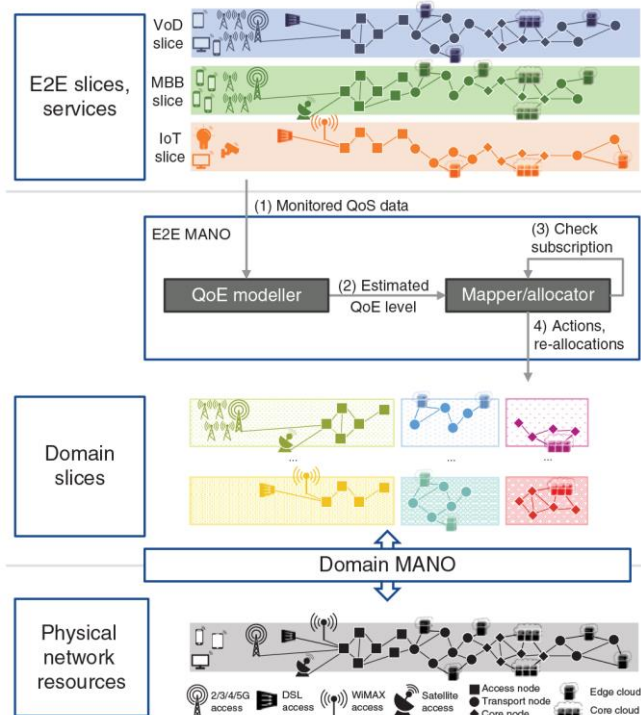 E2E slices,
services
VoD
slice
MBB
slice
IoT
slice
(1) Monitored QoS data
E2E MANO
(3) Check
subscription
QoE modeller
(2) Estimated
QoE level
Mapper/allocator
4) Actions,
re-allocations
Domain
slices
...
...
...
Domain MANO
Physical
network
resources
2/3/4/5G
access
DSL
access
WiMAX
access
Satellite
access
Access node
Transport node
Core node
Edge cloud
Core cloud